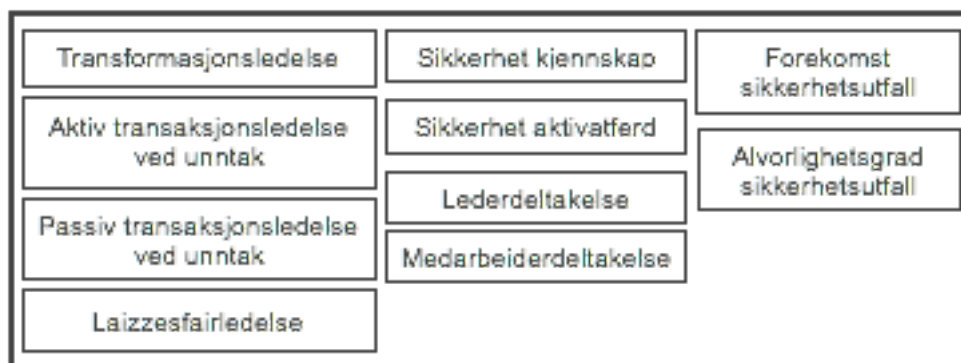 Transformasjonsledelse
Aktiv transaksjonsledelse
ved unntak
Passiv transaksjonsledelse
ved unntak
Laizzesfairledelse
Sikkerhet kjennskap
Sikkerhet aktivatferd
Lederdeltakelse
Medarbeiderdeltakelse
Forekomst
sikkerhetsutfall
Alvorlighetsgrad
sikkerhetsutfall